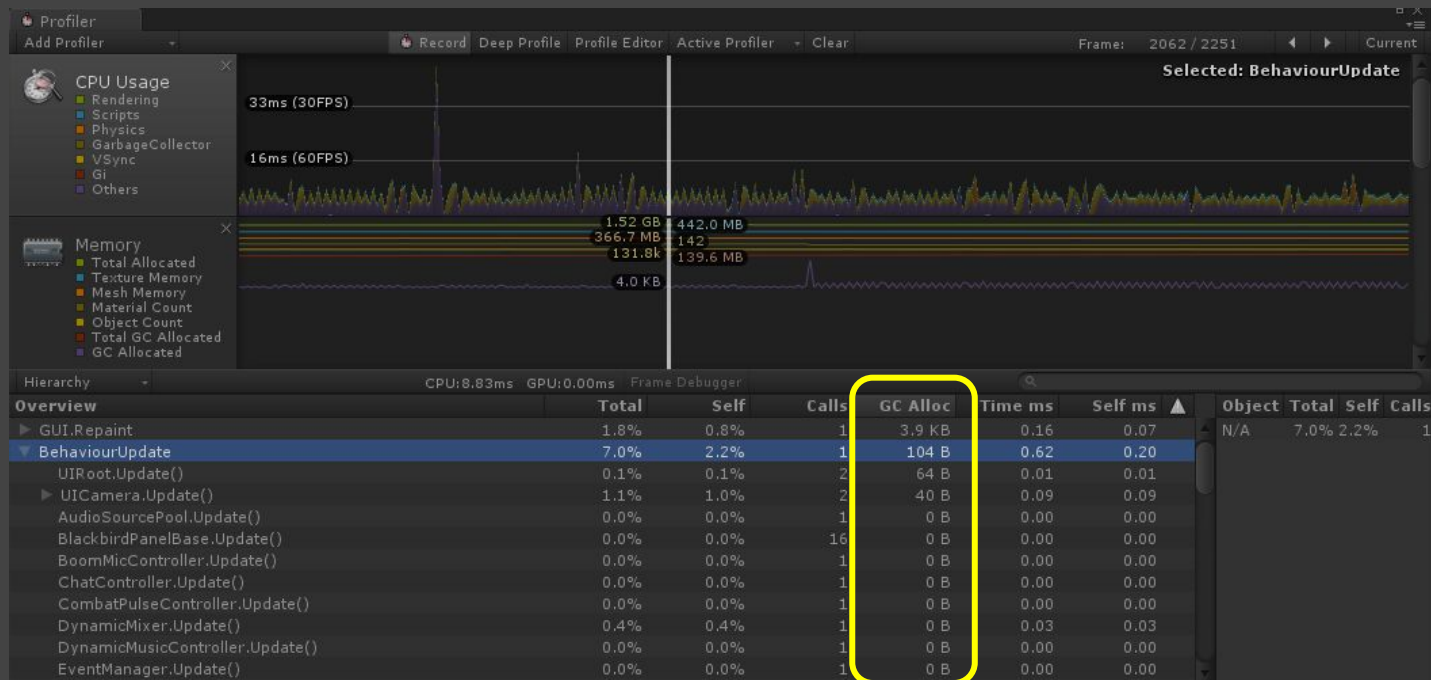 Profiler
Add Profiler Record Deep Profile Profile Editor Active Profiler Clear Frame: 2062 / 2251 Current
CPU Usage
Rendering
Scripts
Physics
GarbageCollector
VSync
Gi
Others
Selected: BehaviourUpdate
33ms (30FPS)
16ms (60FPS)
Memory
Total Allocated
Texture Memory
Mesh Memory
Material Count
Object Count
Total GC Allocated
GC Allocated
1.52 GB 442.0 MB
366.7 MB 142
131.8k 139.6 MB
4.0 KB
Hierarchy CPU:8.83ms GPU:0.00ms Frame Debugger
Overview Total Self Calls GC Alloc Time ms Self ms Object Total Self Calls
GUI.Repaint 1.8% 0.8% 1 3.9 KB 0.16 0.07 N/A 7.0% 2.2% 1
BehaviourUpdate 7.0% 2.2% 1 104 B 0.62 0.20
UIRoot.Update() 0.1% 0.1% 2 64 B 0.01 0.01
UICamera.Update() 1.1% 1.0% 2 40 B 0.09 0.09
AudioSourcePool.Update() 0.0% 0.0% 1 0 B 0.00 0.00
BlackbirdPanelBase.Update() 0.0% 0.0% 16 0 B 0.00 0.00
BoomMicController.Update() 0.0% 0.0% 1 0 B 0.00 0.00
ChatController.Update() 0.0% 0.0% 1 0 B 0.00 0.00
CombatPulseController.Update() 0.0% 0.0% 1 0 B 0.00 0.00
DynamicMixer.Update() 0.4% 0.4% 1 0 B 0.03 0.03
DynamicMusicController.Update() 0.0% 0.0% 1 0 B 0.00 0.00
EventManager.Update() 0.0% 0.0% 1 0 B 0.00 0.00